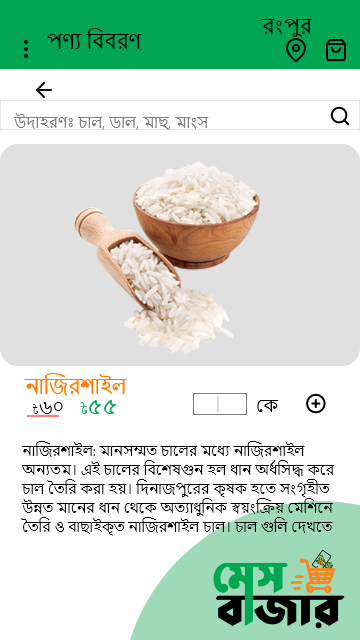 রংপুর
পণ্য বিবরণ
উদাহরণঃ চাল, ডাল, মাছ, মাংস
নাজিরশাইল
৳৬০ ৳৫৫ কে
নাজিরশাইল: মানসম্মত চালের মধ্যে নাজিরশাইল
অন্যতম। এই চালের বিশেষগুন হল ধান অর্ধসিদ্ধ করে
চাল তৈরি করা হয়। দিনাজপুরের কৃষক হতে সংগৃহীত
উন্নত মানের ধান থেকে অত্যাধুনিক স্বয়ংক্রিয় মেশিনে
তৈরি ও বাছাইকৃত নাজিরশাইল চাল। চাল গুলি দেখতে
মেস
বাজার